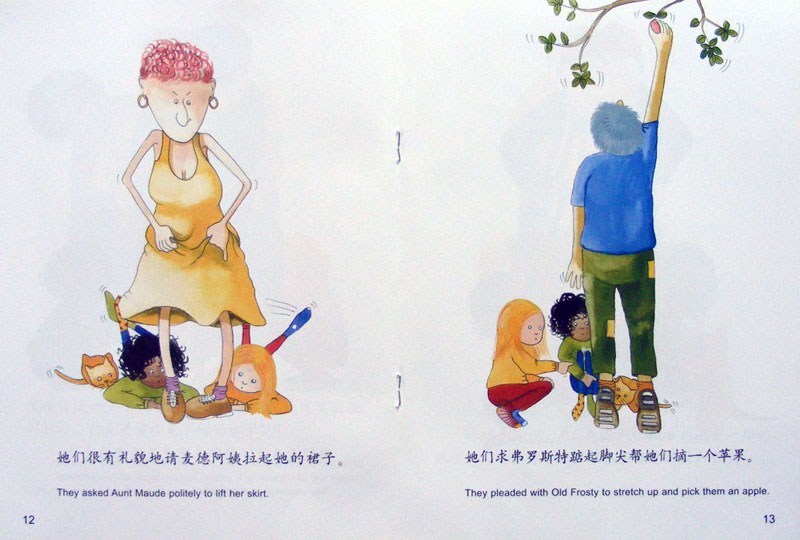 她们很有礼貌地请麦德阿姨拉起她的裙子。
They asked Aunt Maude politely to lift her skirt.
12
她们求弗罗斯特踮起脚尖帮她们摘一个苹果。
They pleaded with Old Frosty to stretch up and pick them an apple.
13